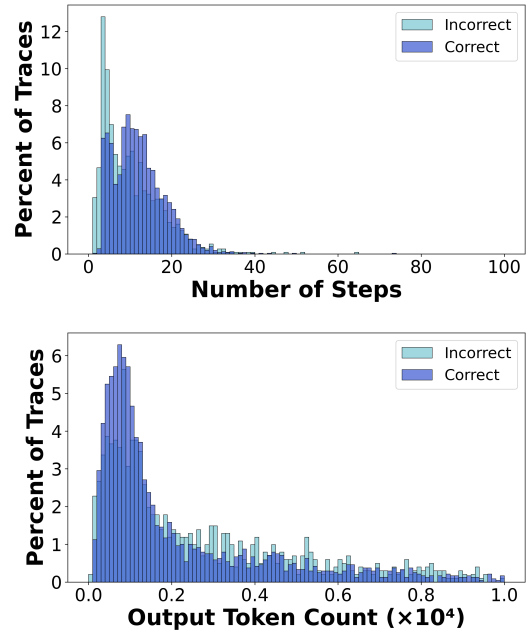 Percent of Traces
12
10
8
6
4
2
0
Incorrect
Correct
0 20 40 60 80 100
Number of Steps
Percent of Traces
6
5
4
3
2
1
0
Incorrect
Correct
0.0 0.2 0.4 0.6 0.8 1.0
Output Token Count (×10⁴)